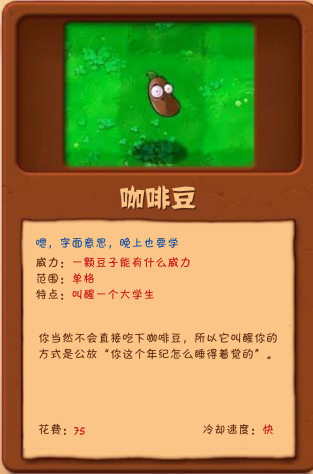 咖啡豆
嗯，字面意思，晚上也要学
威力：一颗豆子能有什么威力
范围：单格
特点：叫醒一个大学生
你当然不会直接吃下咖啡豆，所以它叫醒你的
方式是公放“你这个年纪怎么睡得着觉的”。
花费：75 冷却速度：快